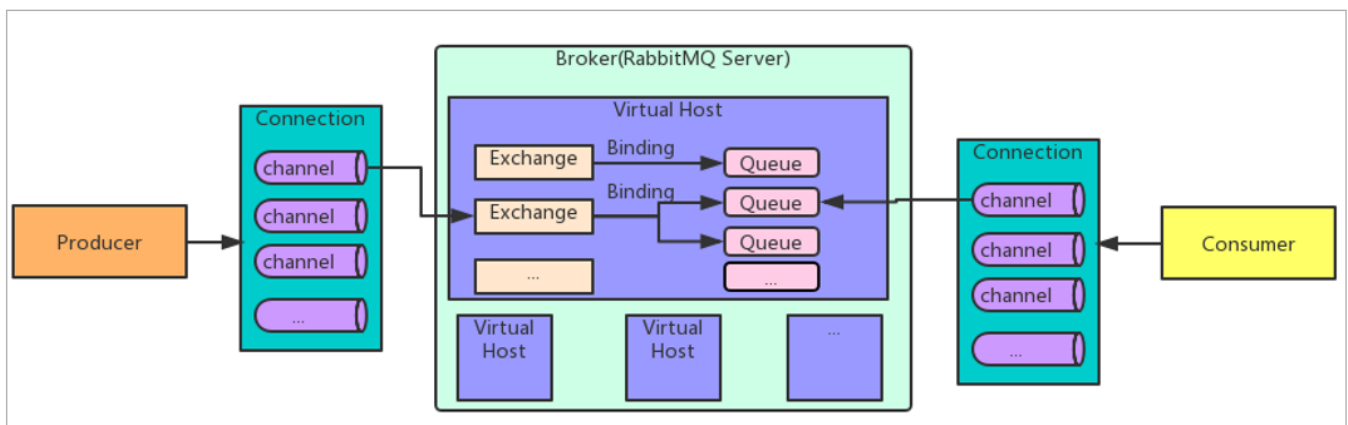 Broker(RabbitMQ Server)
Virtual Host
Connection
channel
channel
channel
...
Producer
Exchange
Binding
Queue
Exchange
Binding
Queue
Queue
...
...
Virtual
Host
Virtual
Host
...
Connection
channel
channel
channel
...
Consumer